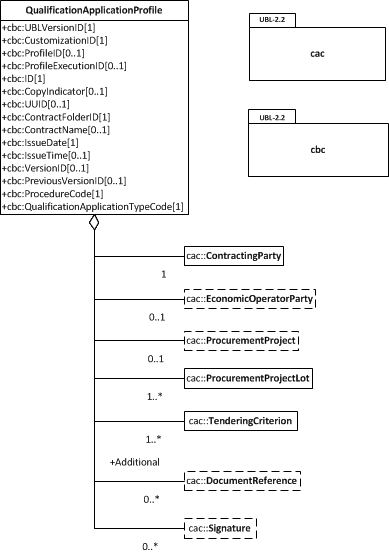 QualificationApplicationProfile
+cbc:UBLVersionID[1]
+cbc:CustomizationID[1]
+cbc:ProfileID[0..1]
+cbc:ProfileExecutionID[0..1]
+cbc:ID[1]
+cbc:CopyIndicator[0..1]
+cbc:UUID[0..1]
+cbc:ContractFolderID[1]
+cbc:ContractName[0..1]
+cbc:IssueDate[1]
+cbc:IssueTime[0..1]
+cbc:VersionID[0..1]
+cbc:PreviousVersionID[0..1]
+cbc:ProcedureCode[1]
+cbc:QualificationApplicationTypeCode[1]
UBL-2.2
cac
UBL-2.2
cbc
cac::ContractingParty
1
cac::EconomicOperatorParty
0..1
cac::ProcurementProject
0..1
cac::ProcurementProjectLot
1..*
cac::TenderingCriterion
1..*
+Additional
cac::DocumentReference
0..*
cac::Signature
0..*